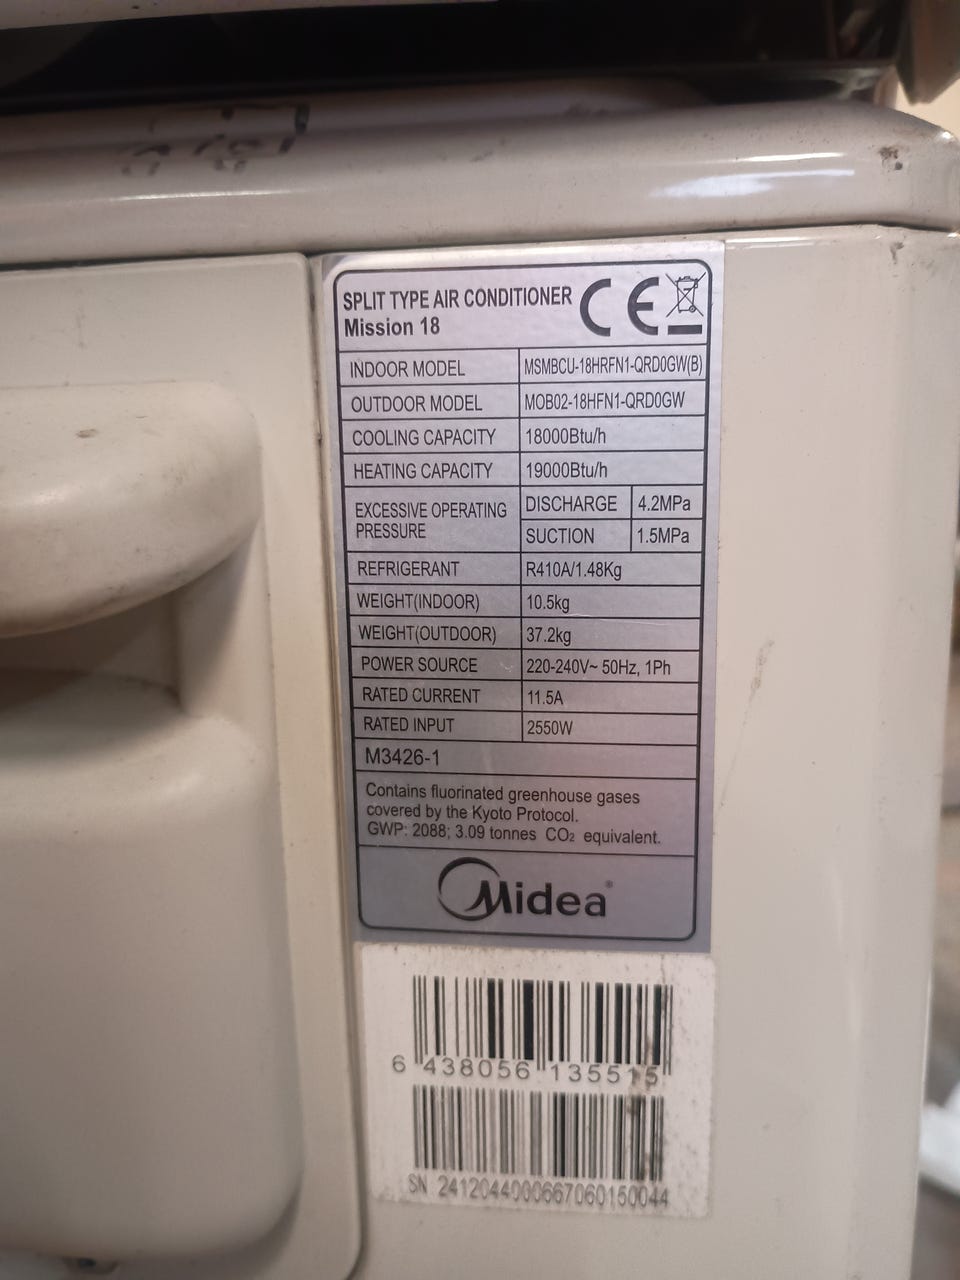 SPLIT TYPE AIR CONDITIONER
Mission 18
CE
INDOOR MODEL MSMBCU-18HRFN1-QRD0GW(B)
OUTDOOR MODEL MOB02-18HFN1-QRD0GW
COOLING CAPACITY 18000Btu/h
HEATING CAPACITY 19000Btu/h
EXCESSIVE OPERATING PRESSURE DISCHARGE 4.2MPa
SUCTION 1.5MPa
REFRIGERANT R410A/1.48Kg
WEIGHT(INDOOR) 10.5kg
WEIGHT(OUTDOOR) 37.2kg
POWER SOURCE 220-240V~ 50Hz, 1Ph
RATED CURRENT 11.5A
RATED INPUT 2550W
M3426-1
Contains fluorinated greenhouse gases
covered by the Kyoto Protocol.
GWP: 2088; 3.09 tonnes CO₂ equivalent.
Midea®
6 438056 135515
SN 2412044000667060150044